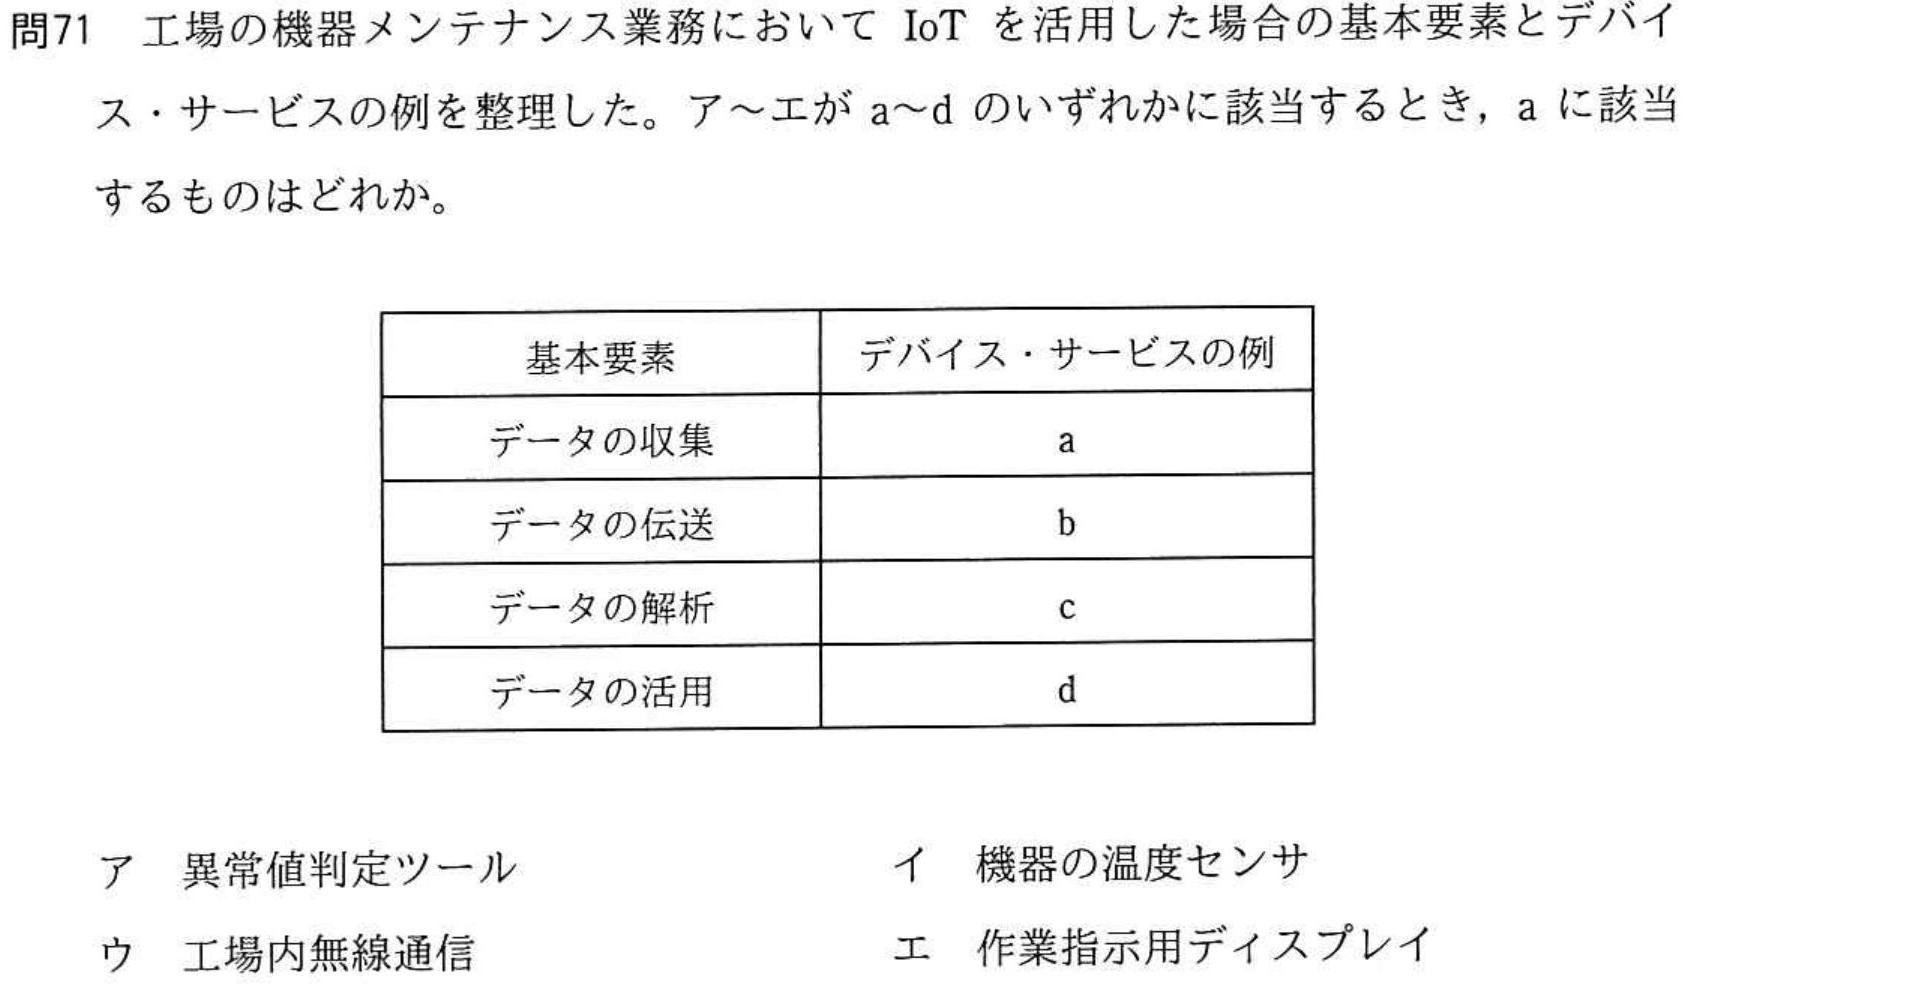 問71 工場の機器メンテナンス業務において IoT を活用した場合の基本要素とデバイ
ス・サービスの例を整理した。ア～エが a～d のいずれかに該当するとき，a に該当
するものはどれか。
基本要素 デバイス・サービスの例
データの収集 a
データの伝送 b
データの解析 c
データの活用 d
ア 異常値判定ツール イ 機器の温度センサ
ウ 工場内無線通信 エ 作業指示用ディスプレイ